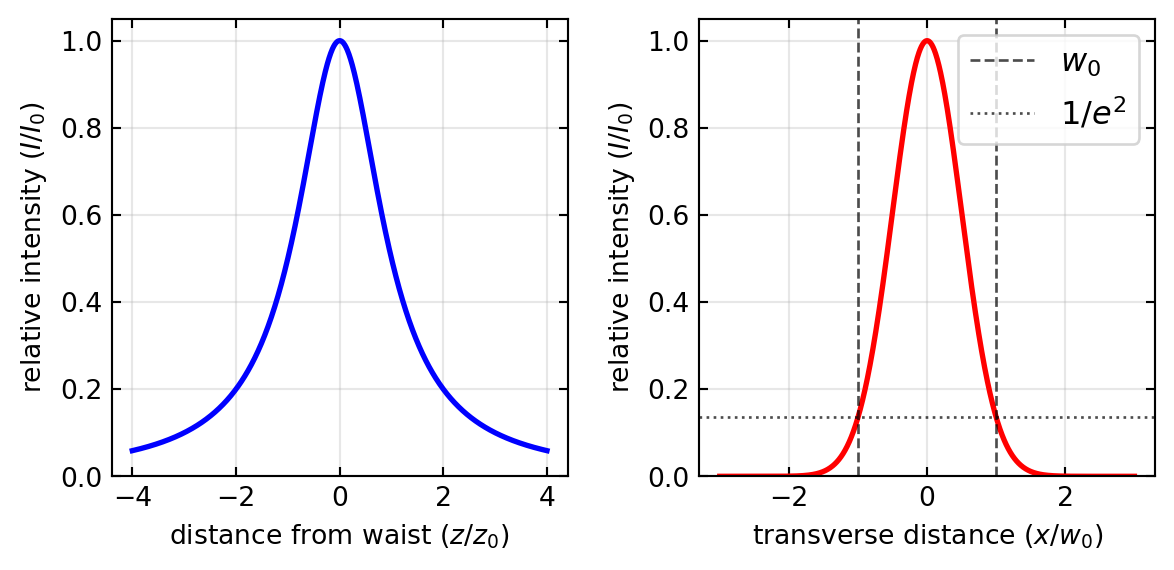 1.0
0.8
0.6
0.4
0.2
0.0
−4 −2 0 2 4
relative intensity (I/I₀)
distance from waist (z/z₀)
1.0
0.8
0.6
0.4
0.2
0.0
−2 0 2
relative intensity (I/I₀)
transverse distance (x/w₀)
w₀
1/e²